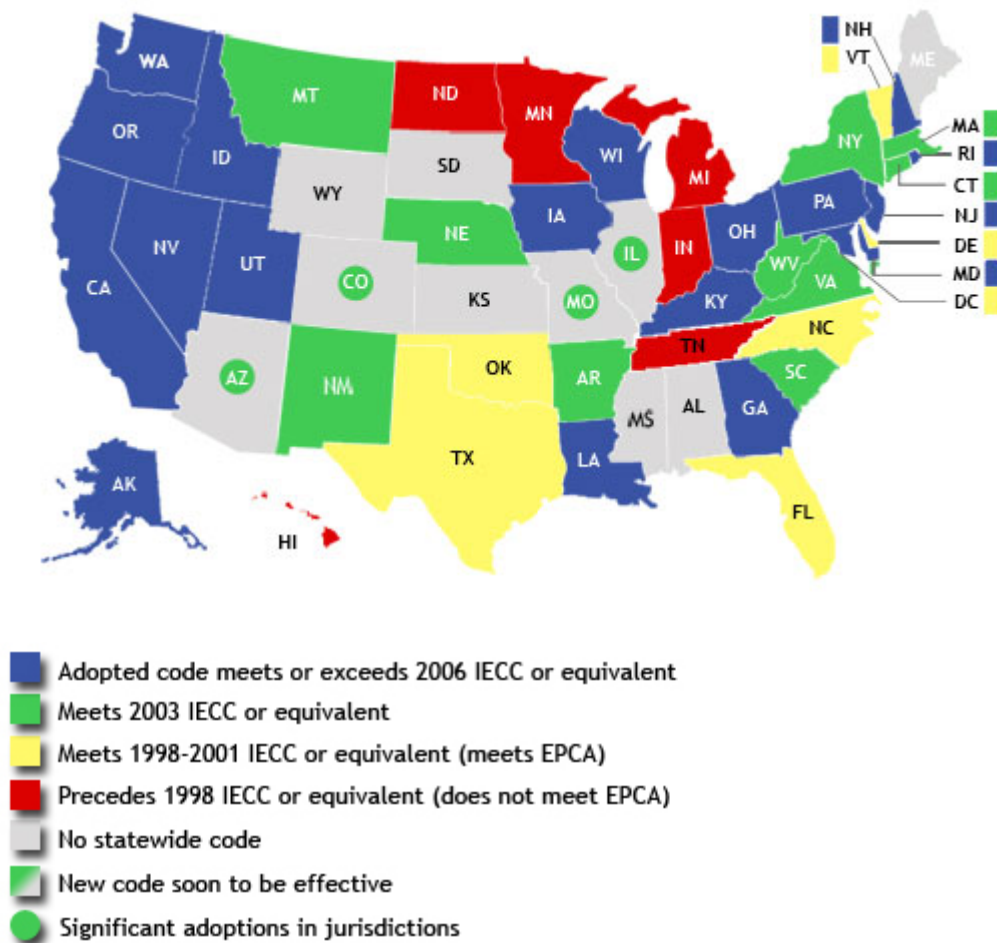 WA
MT
ND
MN
OR
ID
SD
WI
MI
WY
NE
IA
NV
UT
CA
CO
KS
IL
IN
OH
PA
NY
ME
NH
VT
MA
RI
CT
NJ
DE
MD
DC
MO
KY
WV
VA
AZ
NM
OK
AR
TN
NC
SC
TX
LA
MS
AL
GA
FL
AK
HI
Adopted code meets or exceeds 2006 IECC or equivalent
Meets 2003 IECC or equivalent
Meets 1998-2001 IECC or equivalent (meets EPCA)
Precedes 1998 IECC or equivalent (does not meet EPCA)
No statewide code
New code soon to be effective
Significant adoptions in jurisdictions